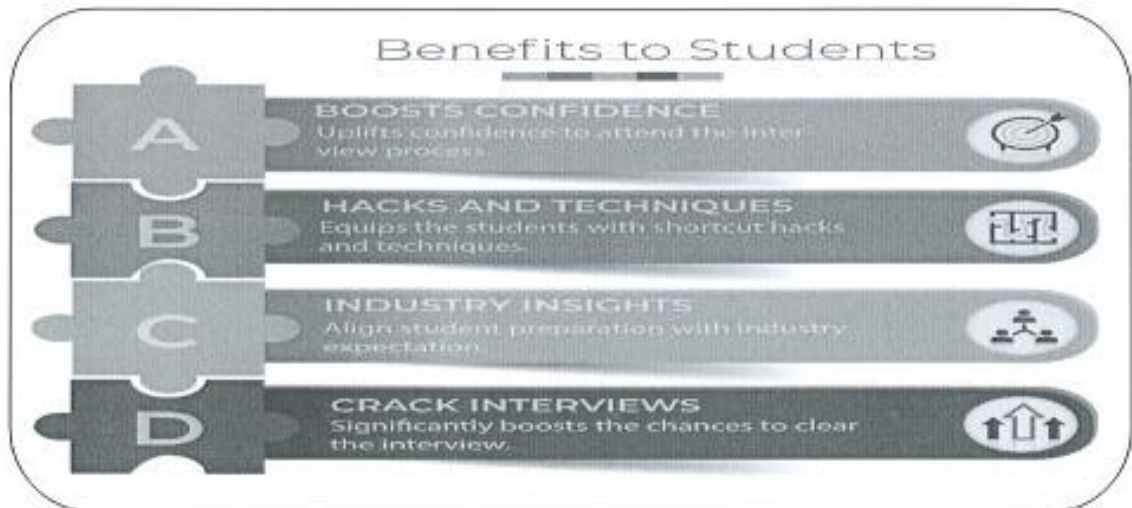 Benefits to Students
A
BOOSTS CONFIDENCE
Uplifts confidence to attend the Inter
view process.
B
HACKS AND TECHNIQUES
Equips the students with shortcut hacks
and techniques.
C
INDUSTRY INSIGHTS
Align student preparation with industry
expectation.
D
CRACK INTERVIEWS
Significantly boosts the chances to clear
the interview.